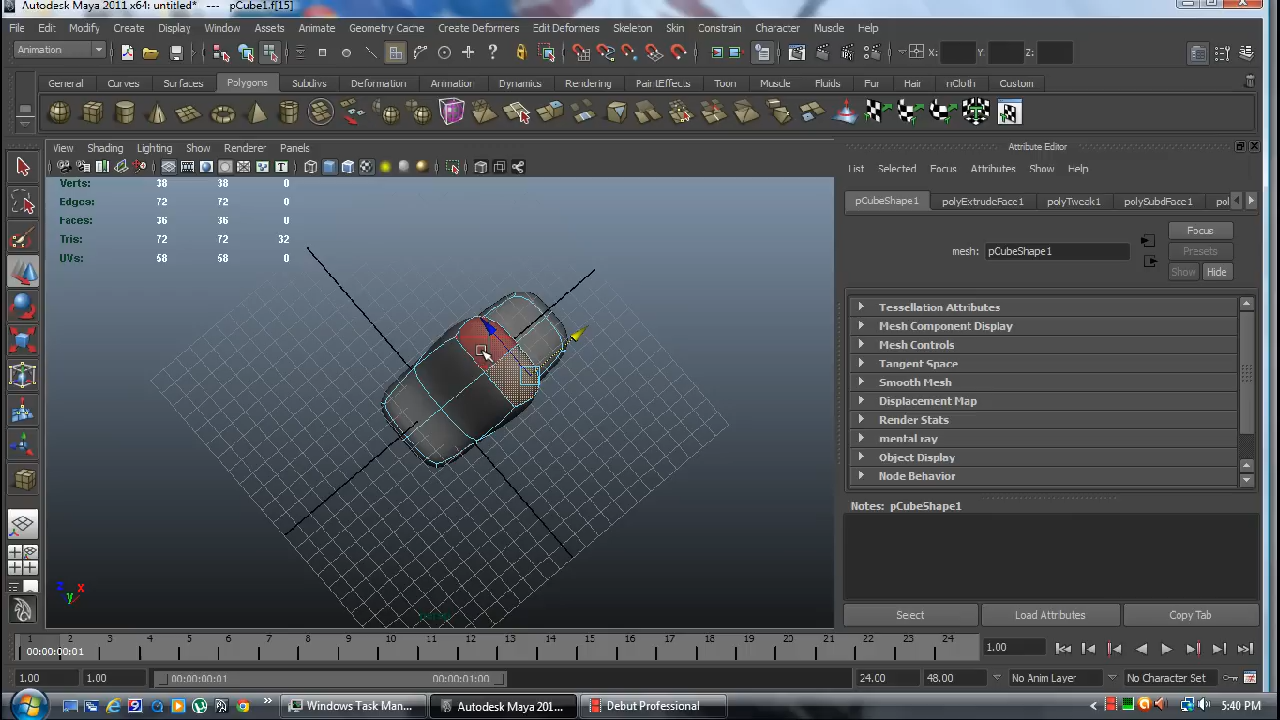 Autodesk Maya 2011 x64: untitled*   ---   pCube1.f[15]
File Edit Modify Create Display Window Assets Animate Geometry Cache Create Deformers Edit Deformers Skeleton Skin Constrain Character Muscle Help
Animation X: Y: Z:
General Curves Surfaces Polygons Subdivs Deformation Animation Dynamics Rendering PaintEffects Toon Muscle Fluids Fur Hair nCloth Custom
View Shading Lighting Show Renderer Panels
Attribute Editor
List Selected Focus Attributes Show Help
Verts: 38 38 0
Edges: 72 72 0
Faces: 36 36 0
Tris: 72 72 32
UVs: 58 58 0
pCubeShape1 polyExtrudeFace1 polyTweak1 polySubdFace1 pol
Focus
mesh: pCubeShape1
Presets
Show Hide
Tessellation Attributes
Mesh Component Display
Mesh Controls
Tangent Space
Smooth Mesh
Displacement Map
Render Stats
mental ray
Object Display
Node Behavior
Notes: pCubeShape1
z x
y
persp
Select Load Attributes Copy Tab
1 2 3 4 5 6 7 8 9 10 11 12 13 14 15 16 17 18 19 20 21 22 23 24
00:00:00:01
1.00
1.00 1.00 00:00:00:01 00:00:01:00 24.00 48.00 No Anim Layer No Character Set
Windows Task Man... Autodesk Maya 201... Debut Professional 5:40 PM